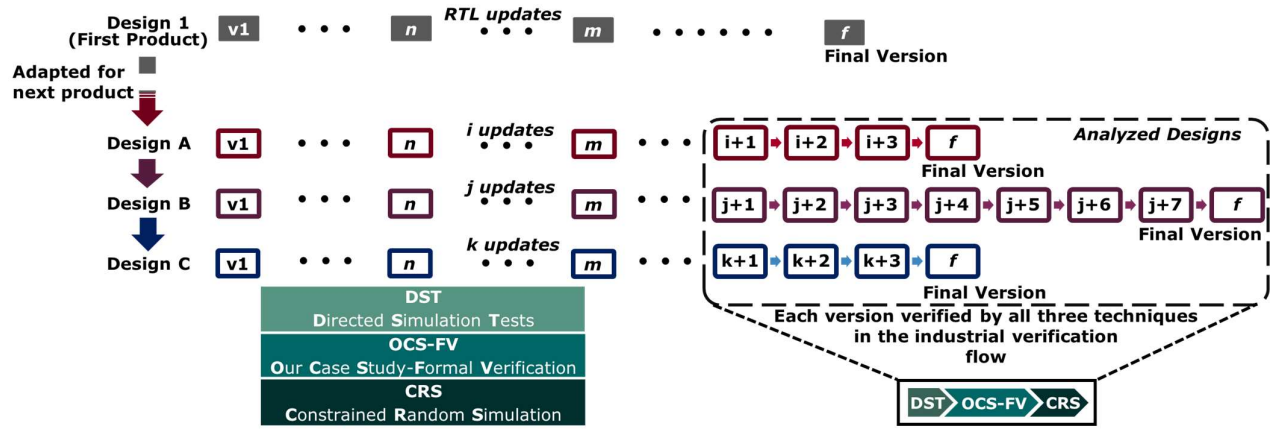 Design 1
(First Product)
v1
n
RTL updates
m
f
Final Version
Adapted for
next product
Design A
v1
n
i updates
m
i+1
i+2
i+3
f
Final Version
Analyzed Designs
Design B
v1
n
j updates
m
j+1
j+2
j+3
j+4
j+5
j+6
j+7
f
Final Version
Design C
v1
n
k updates
m
k+1
k+2
k+3
f
Final Version
DST
Directed Simulation Tests
OCS-FV
Our Case Study-Formal Verification
CRS
Constrained Random Simulation
Each version verified by all three techniques
in the industrial verification
flow
DST
OCS-FV
CRS